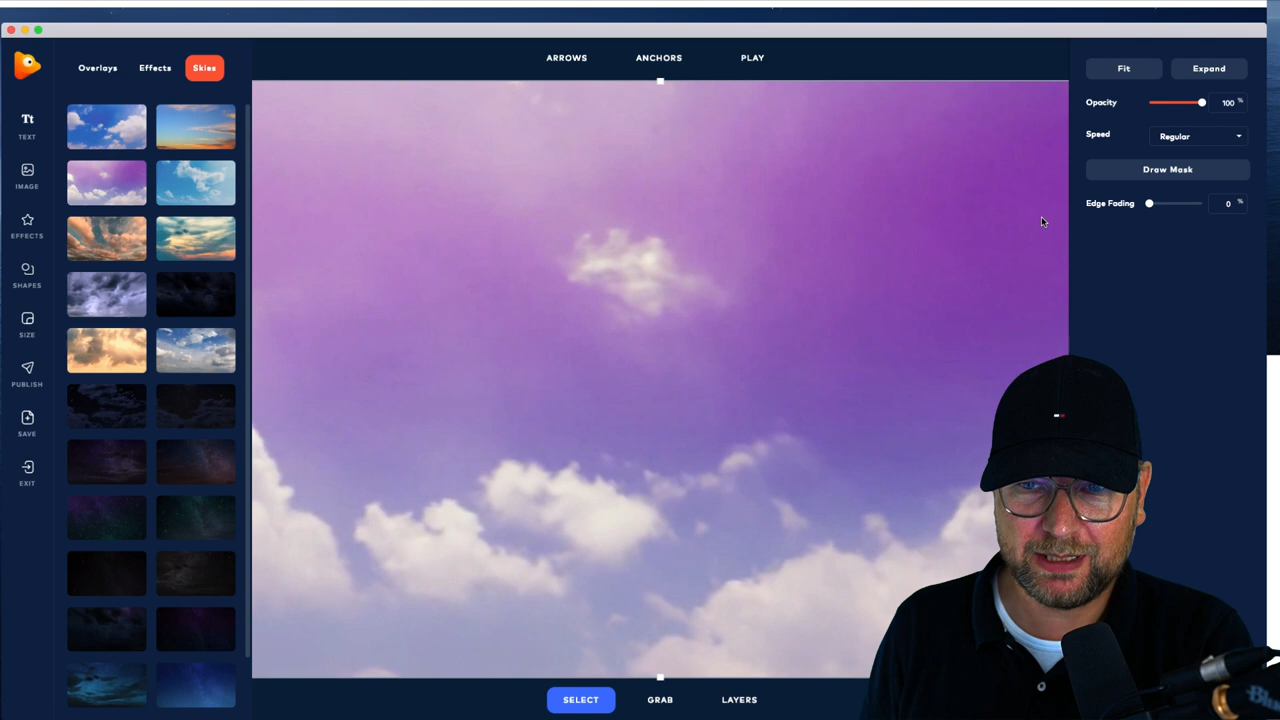 Overlays Effects Skies
ARROWS ANCHORS PLAY
Fit Expand
Opacity 100 %
Speed Regular
Draw Mask
Edge Fading 0 %
Tt
TEXT
IMAGE
EFFECTS
SHAPES
SIZE
PUBLISH
SAVE
EXIT
SELECT GRAB LAYERS
Blue